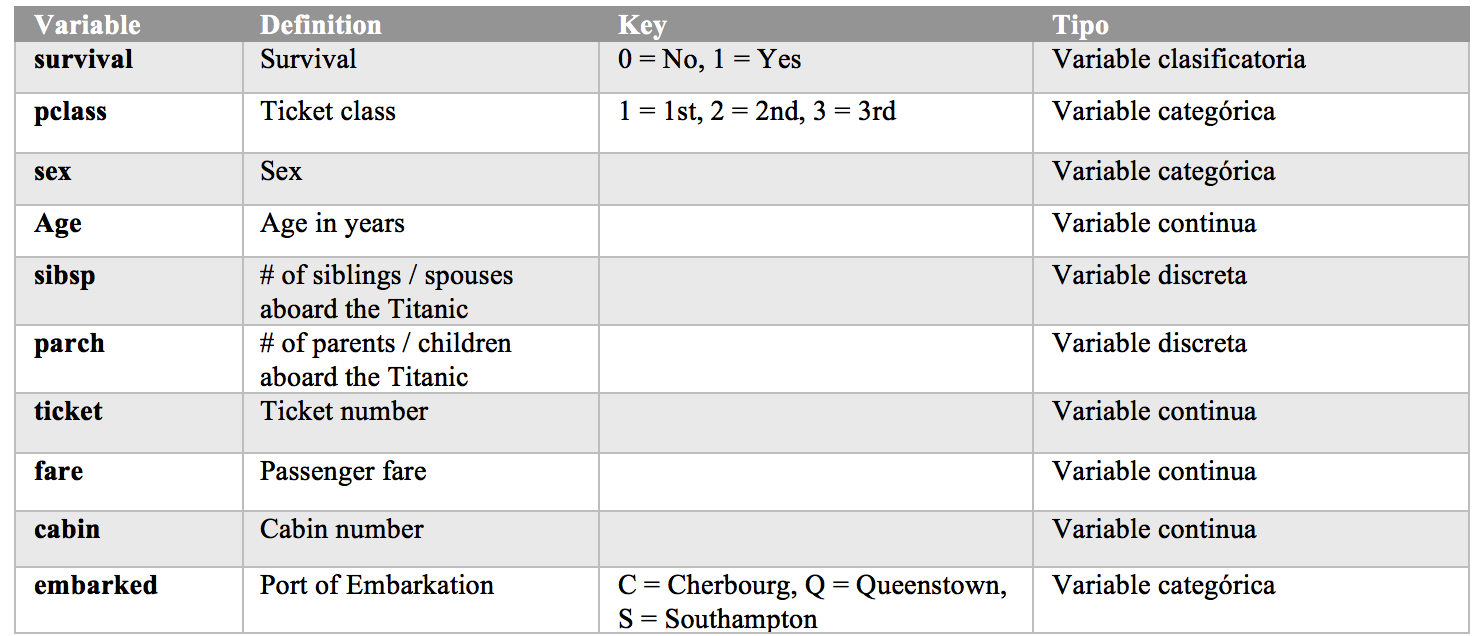 Variable Definition Key Tipo
survival Survival 0 = No, 1 = Yes Variable clasificatoria
pclass Ticket class 1 = 1st, 2 = 2nd, 3 = 3rd Variable categórica
sex Sex Variable categórica
Age Age in years Variable continua
sibsp # of siblings / spouses Variable discreta
aboard the Titanic
parch # of parents / children Variable discreta
aboard the Titanic
ticket Ticket number Variable continua
fare Passenger fare Variable continua
cabin Cabin number Variable continua
embarked Port of Embarkation C = Cherbourg, Q = Queenstown, Variable categórica
S = Southampton